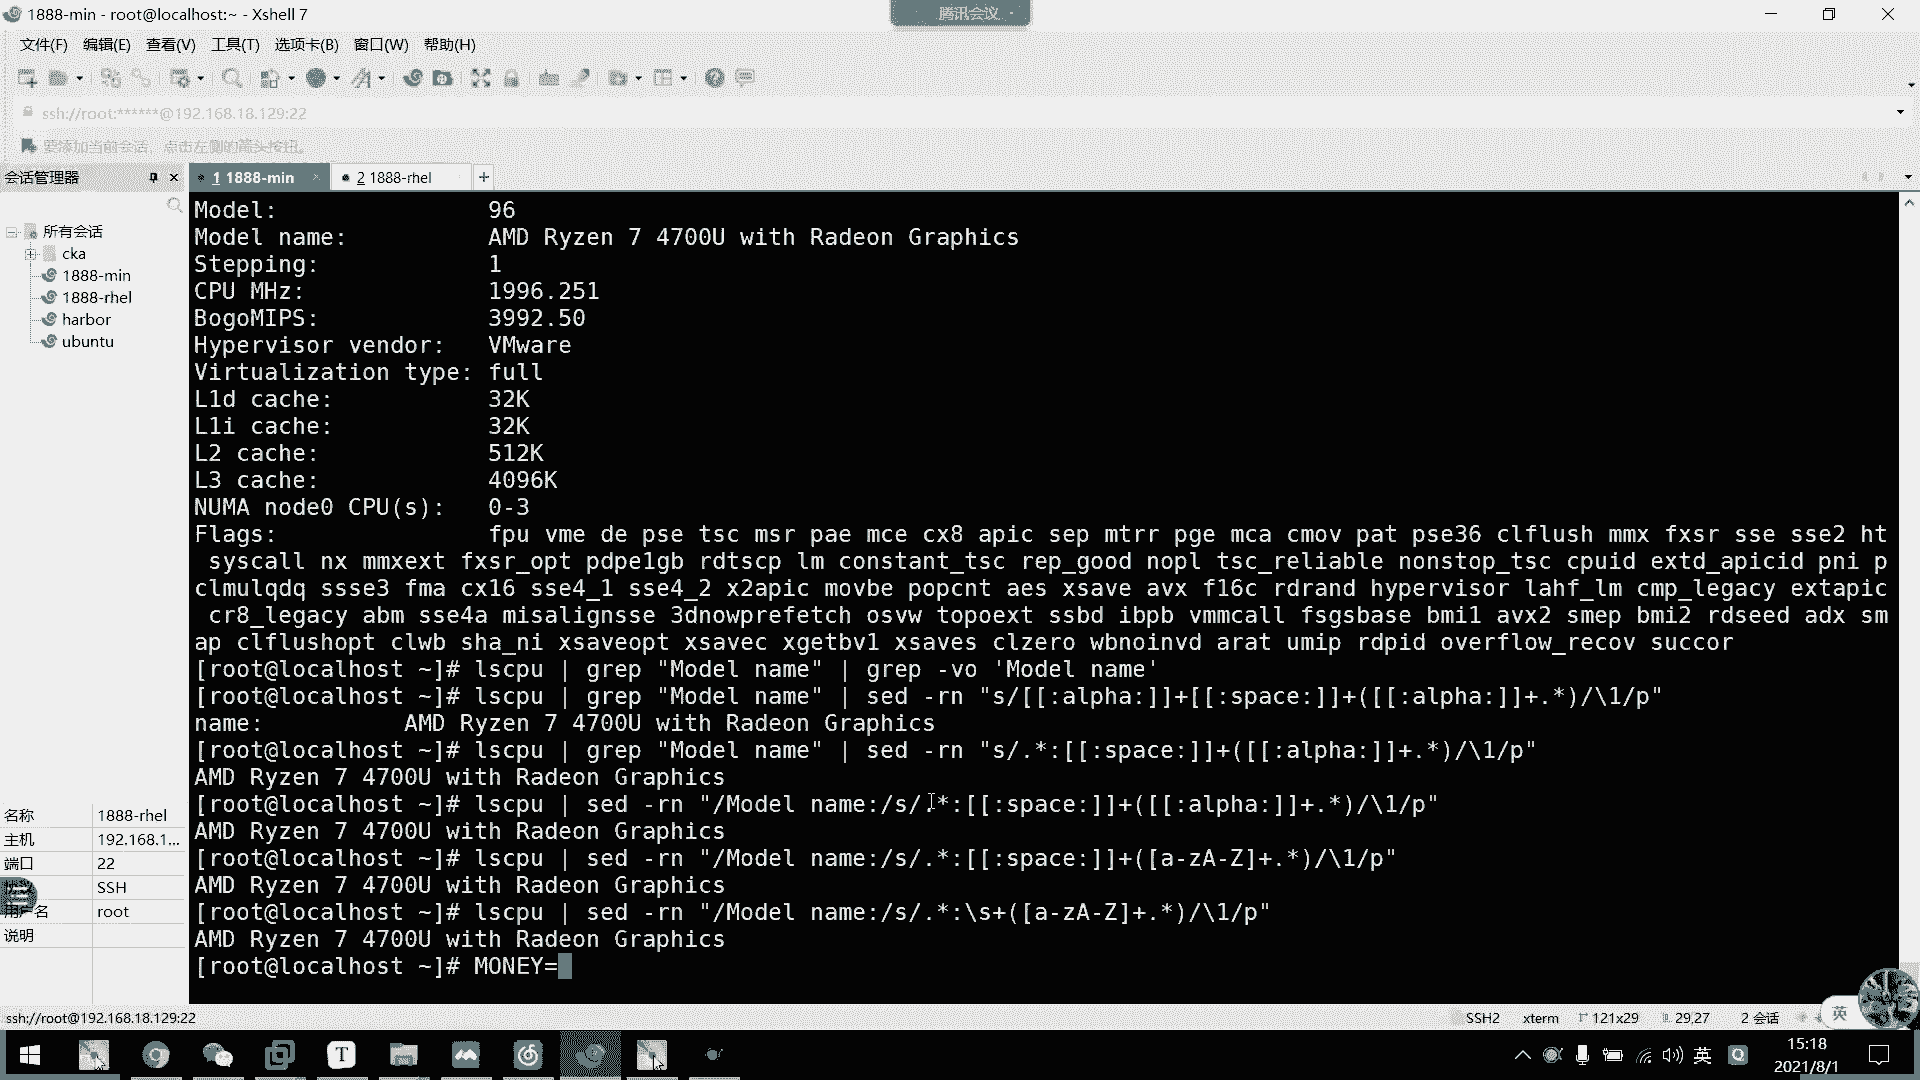 1888-min - root@localhost:~ - Xshell 7
腾讯会议
文件(F) 编辑(E) 查看(V) 工具(T) 选项卡(B) 窗口(W) 帮助(H)
ssh://root:******@192.168.18.129:22
要添加当前会话，点击左侧的箭头按钮。
会话管理器
1 1888-min
2 1888-rhel
所有会话
cka
1888-min
1888-rhel
harbor
ubuntu
名称 1888-rhel
主机 192.168.1...
端口 22
SSH
用户名 root
说明
Model: 96
Model name: AMD Ryzen 7 4700U with Radeon Graphics
Stepping: 1
CPU MHz: 1996.251
BogoMIPS: 3992.50
Hypervisor vendor: VMware
Virtualization type: full
L1d cache: 32K
L1i cache: 32K
L2 cache: 512K
L3 cache: 4096K
NUMA node0 CPU(s): 0-3
Flags: fpu vme de pse tsc msr pae mce cx8 apic sep mtrr pge mca cmov pat pse36 clflush mmx fxsr sse sse2 ht
syscall nx mmxext fxsr_opt pdpe1gb rdtscp lm constant_tsc rep_good nopl tsc_reliable nonstop_tsc cpuid extd_apicid pni p
clmulqdq ssse3 fma cx16 sse4_1 sse4_2 x2apic movbe popcnt aes xsave avx f16c rdrand hypervisor lahf_lm cmp_legacy extapic
cr8_legacy abm sse4a misalignsse 3dnowprefetch osvw topoext ssbd ibpb vmmcall fsgsbase bmi1 avx2 smep bmi2 rdseed adx sm
ap clflushopt clwb sha_ni xsaveopt xsavec xgetbv1 xsaves clzero wbnoinvd arat umip rdpid overflow_recov succor
[root@localhost ~]# lscpu | grep "Model name" | grep -vo 'Model name'
[root@localhost ~]# lscpu | grep "Model name" | sed -rn "s/[[:alpha:]]+[[:space:]]+([[:alpha:]]+.*)/\1/p"
name: AMD Ryzen 7 4700U with Radeon Graphics
[root@localhost ~]# lscpu | grep "Model name" | sed -rn "s/.*:[[:space:]]+([[:alpha:]]+.*)/\1/p"
AMD Ryzen 7 4700U with Radeon Graphics
[root@localhost ~]# lscpu | sed -rn "/Model name:/s/.*:[[:space:]]+([[:alpha:]]+.*)/\1/p"
AMD Ryzen 7 4700U with Radeon Graphics
[root@localhost ~]# lscpu | sed -rn "/Model name:/s/.*:[[:space:]]+([a-zA-Z]+.*)/\1/p"
AMD Ryzen 7 4700U with Radeon Graphics
[root@localhost ~]# lscpu | sed -rn "/Model name:/s/.*:\s+([a-zA-Z]+.*)/\1/p"
AMD Ryzen 7 4700U with Radeon Graphics
[root@localhost ~]# MONEY=
ssh://root@192.168.18.129:22
SSH2 xterm 121x29 29,27 2 会话
英
英
15:18
2021/8/1